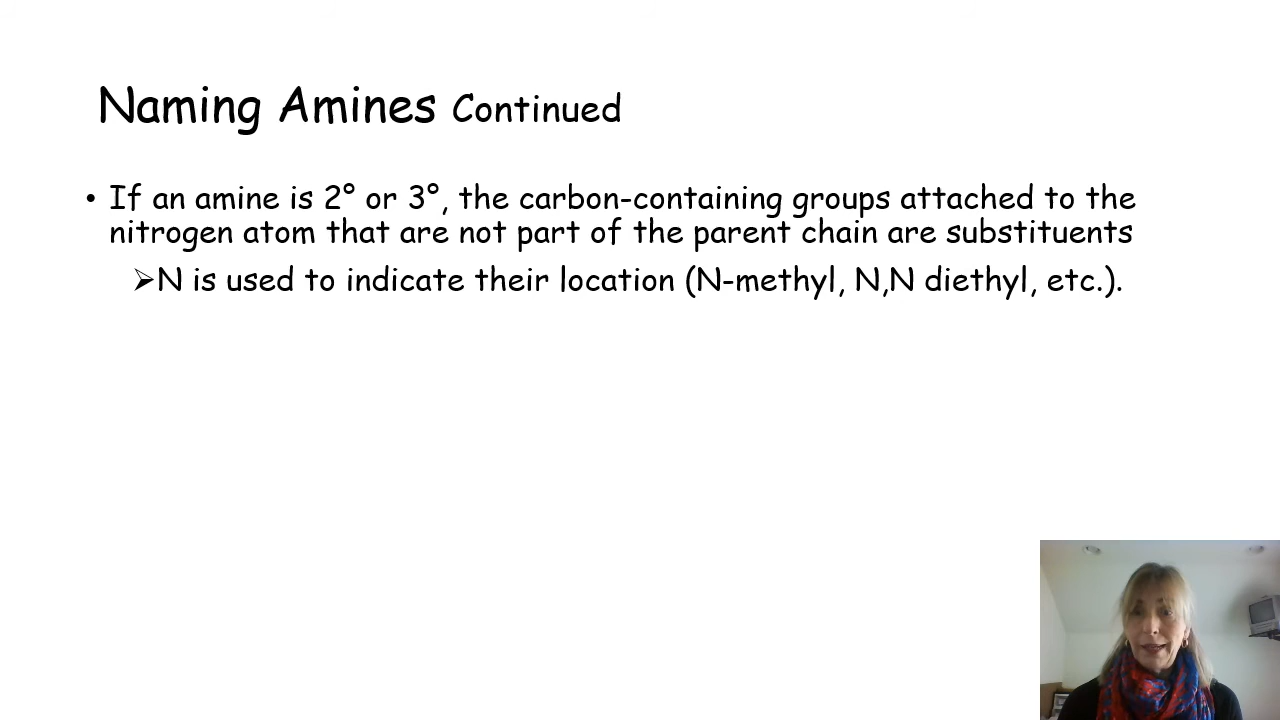 Naming Amines Continued
• If an amine is 2° or 3°, the carbon-containing groups attached to the
nitrogen atom that are not part of the parent chain are substituents
➢N is used to indicate their location (N-methyl, N,N diethyl, etc.).